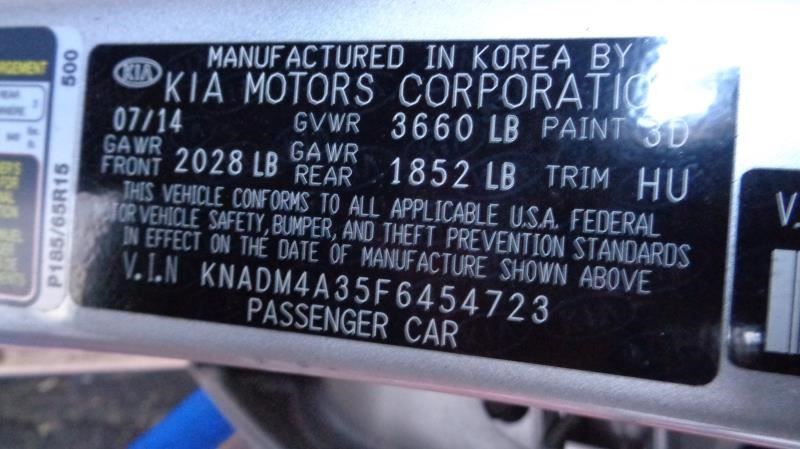 MANUFACTURED IN KOREA BY
KIA
KIA MOTORS CORPORATIO
07/14 GVWR 3660 LB PAINT 3D
GAWR FRONT 2028 LB GAWR REAR 1852 LB TRIM HU
THIS VEHICLE CONFORMS TO ALL APPLICABLE U.S.A. FEDERAL
TOR VEHICLE SAFETY, BUMPER, AND THEFT PREVENTION STANDARDS
IN EFFECT ON THE DATE OF MANUFACTURE SHOWN ABOVE
V.I.N KNADM4A35F6454723
PASSENGER CAR
P185/65R15
500
V.